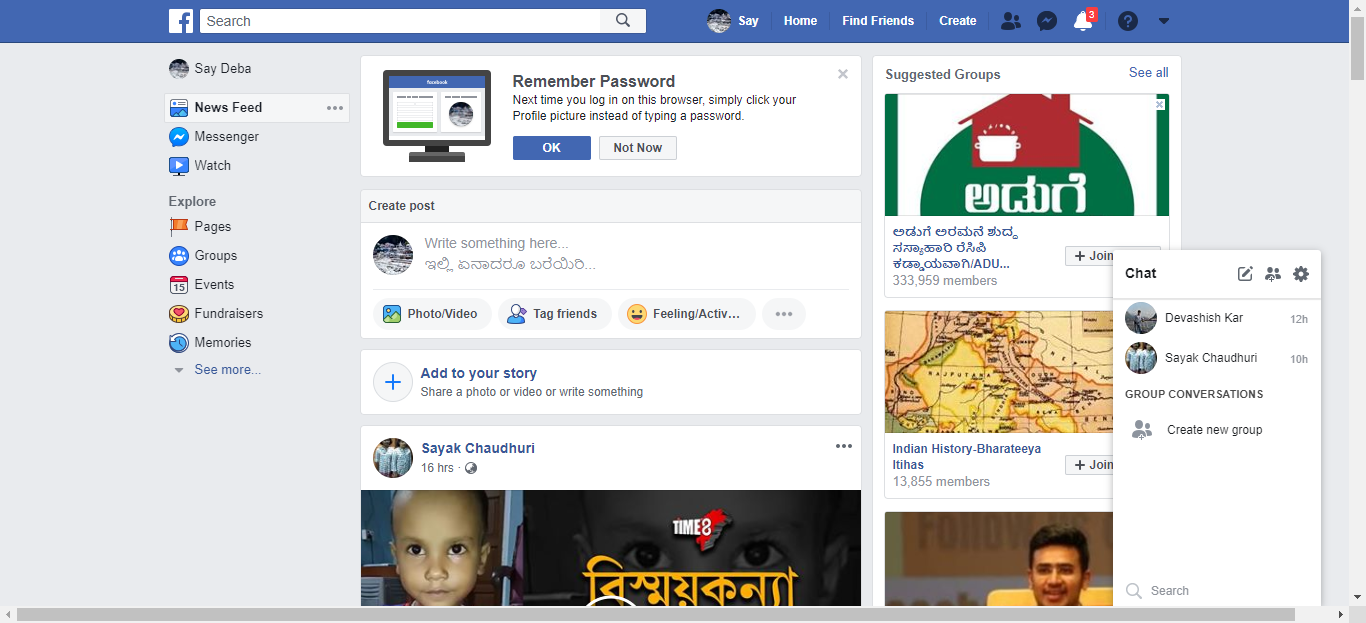 Search
Say
Home
Find Friends
Create
3
Say Deba
News Feed
Messenger
Watch
Explore
Pages
Groups
15
Events
Fundraisers
Memories
See more...
facebook
Remember Password
Next time you log in on this browser, simply click your
Profile picture instead of typing a password.
OK
Not Now
Create post
Write something here...
ಇಲ್ಲಿ ಏನಾದರೂ ಬರೆಯಿರಿ...
Photo/Video
Tag friends
Feeling/Activ...
Add to your story
Share a photo or video or write something
Sayak Chaudhuri
16 hrs ·
TIME8
বিস্ময়কন্যা
Suggested Groups
See all
ಅಡುಗೆ
ಅಡುಗೆ ಅರಮನೆ ಶುದ್ಧ
ಸಸ್ಯಾಹಾರಿ ರೆಸಿಪಿ
ಕಡ್ಡಾಯವಾಗಿ/ADU...
333,959 members
+ Join
RAJPUTANA
Indian History-Bharateeya
Itihas
13,855 members
+ Join
Chat
Devashish Kar
12h
Sayak Chaudhuri
10h
GROUP CONVERSATIONS
Create new group
Search